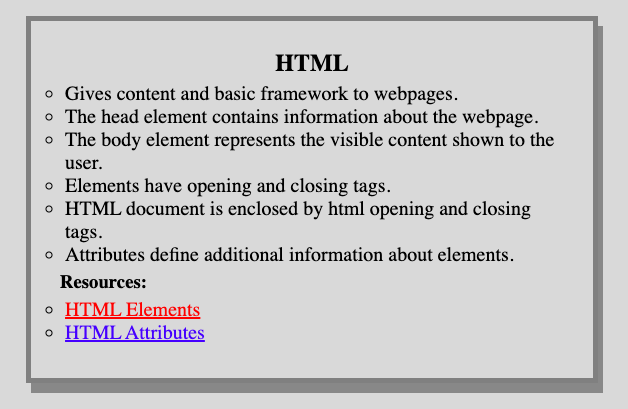 HTML
Gives content and basic framework to webpages.
The head element contains information about the webpage.
The body element represents the visible content shown to the
user.
Elements have opening and closing tags.
HTML document is enclosed by html opening and closing
tags.
Attributes define additional information about elements.
Resources:
HTML Elements
HTML Attributes